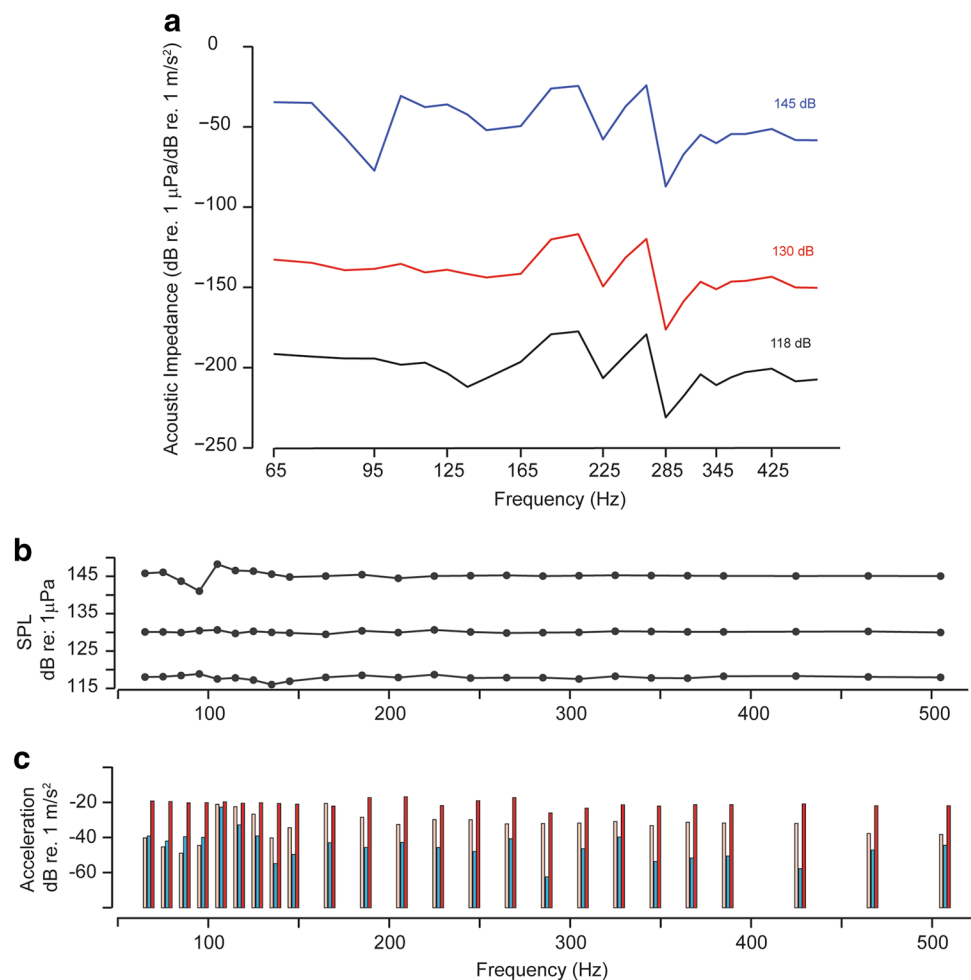 a
Acoustic Impedance (dB re. 1 μPa/dB re. 1 m/s²)
0
−50
−100
−150
−200
−250
145 dB
130 dB
118 dB
65 95 125 165 225 285 345 425
Frequency (Hz)
b
SPL
dB re: 1μPa
145
135
125
115
100 200 300 400 500
c
Acceleration
dB re. 1 m/s²
-20
-40
-60
100 200 300 400 500
Frequency (Hz)